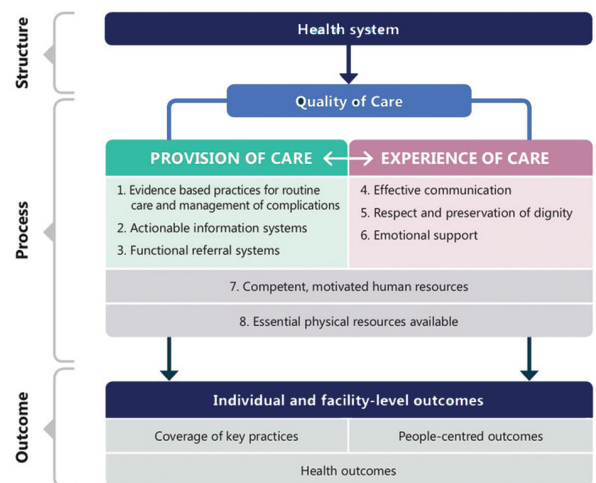 Structure
Health system
Quality of Care
Process
PROVISION OF CARE
EXPERIENCE OF CARE
1. Evidence based practices for routine
care and management of complications
2. Actionable information systems
3. Functional referral systems
4. Effective communication
5. Respect and preservation of dignity
6. Emotional support
7. Competent, motivated human resources
8. Essential physical resources available
Outcome
Individual and facility-level outcomes
Coverage of key practices
People-centred outcomes
Health outcomes